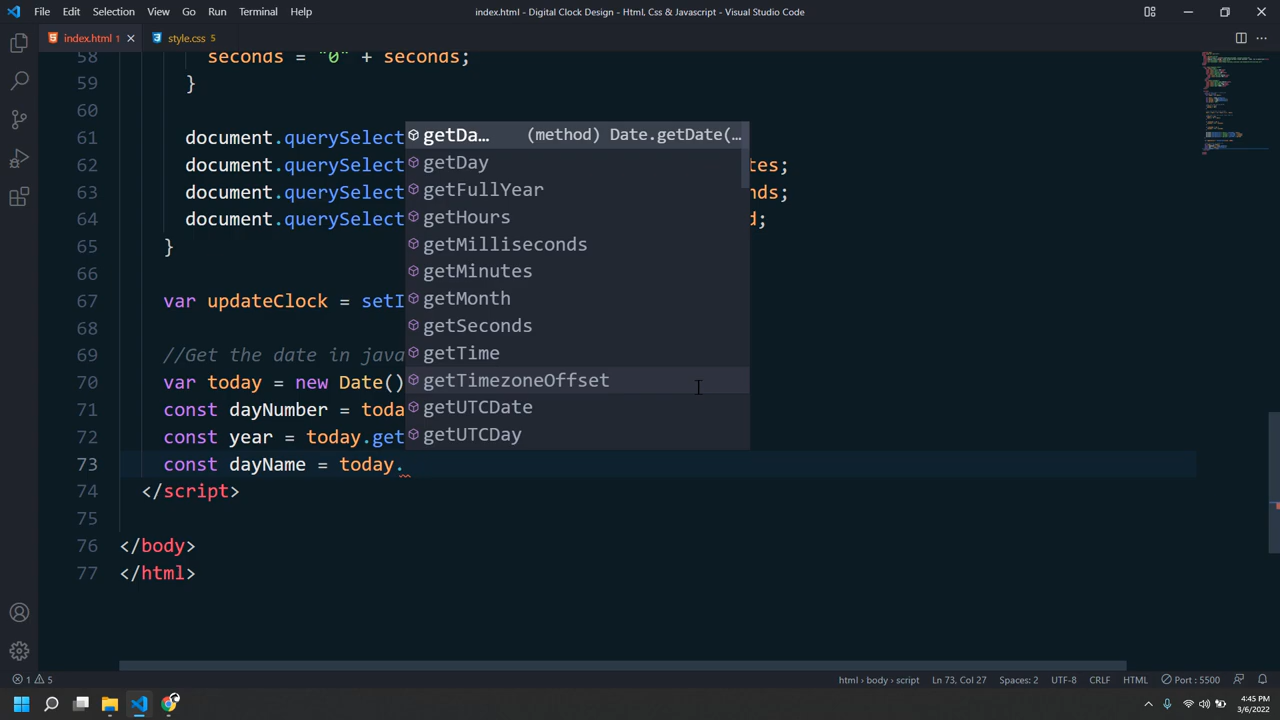 File Edit Selection View Go Run Terminal Help
index.html - Digital Clock Design - Html, Css & Javascript - Visual Studio Code
index.html 1
style.css 5
58 seconds = "0" + seconds;
59 }
60
61 document.querySelect
62 document.querySelect tes;
63 document.querySelect nds;
64 document.querySelect d;
65 }
66
67 var updateClock = setI
68
69 //Get the date in java
70 var today = new Date()
71 const dayNumber = toda
72 const year = today.get
73 const dayName = today.
74 </script>
75
76 </body>
77 </html>
getDa... (method) Date.getDate(...
getDay
getFullYear
getHours
getMilliseconds
getMinutes
getMonth
getSeconds
getTime
getTimezoneOffset
getUTCDate
getUTCDay
1 5
html › body › script
Ln 73, Col 27
Spaces: 2
UTF-8
CRLF
HTML
Port : 5500
4:45 PM
3/6/2022